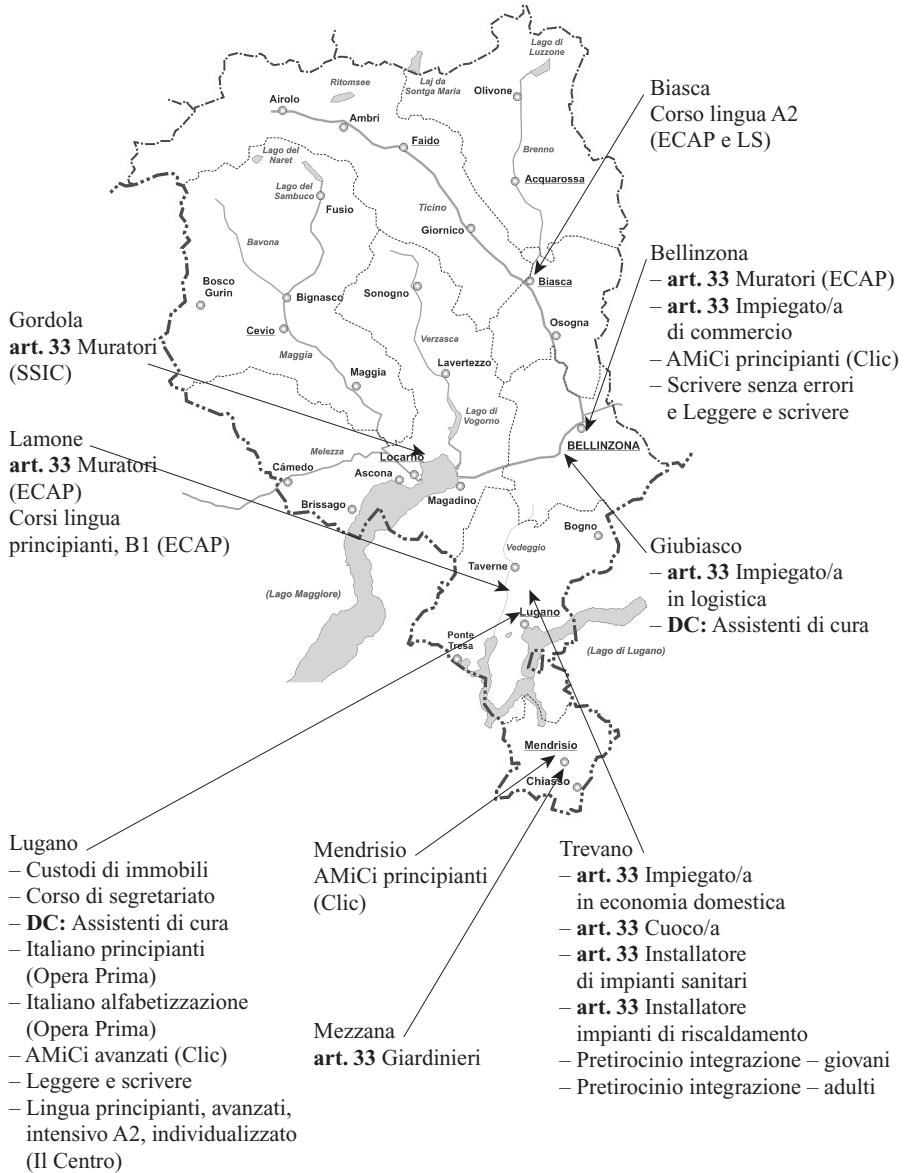 Lago di
Luzzone
Ritomsee
Laj da
Sontga Maria
Olivone
Airolo
Ambrì
Faido
Brenno
Lago del
Naret
Lago del
Sambuco
Acquarossa
Fusio
Ticino
Giornico
Bavona
Bosco
Gurin
Bignasco
Sonogno
Biasca
Cevio
Verzasca
Osogna
Maggia
Lavertezzo
Maggia
Lago di
Vogorno
BELLINZONA
Melezza
Locarno
Cámedo
Ascona
Magadino
Brissago
Bogno
Vedeggio
Taverne
(Lago Maggiore)
Lugano
Ponte
Tresa
(Lago di Lugano)
Mendrisio
Chiasso
Biasca
Corso lingua A2
(ECAP e LS)
Bellinzona
– art. 33 Muratori (ECAP)
– art. 33 Impiegato/a
di commercio
– AMiCi principianti (Clic)
– Scrivere senza errori
e Leggere e scrivere
Gordola
art. 33 Muratori
(SSIC)
Lamone
art. 33 Muratori
(ECAP)
Corsi lingua
principianti, B1 (ECAP)
Giubiasco
– art. 33 Impiegato/a
in logistica
– DC: Assistenti di cura
Lugano
– Custodi di immobili
– Corso di segretariato
– DC: Assistenti di cura
– Italiano principianti
(Opera Prima)
– Italiano alfabetizzazione
(Opera Prima)
– AMiCi avanzati (Clic)
– Leggere e scrivere
– Lingua principianti, avanzati,
intensivo A2, individualizzato
(Il Centro)
Mendrisio
AMiCi principianti
(Clic)
Mezzana
art. 33 Giardinieri
Trevano
– art. 33 Impiegato/a
in economia domestica
– art. 33 Cuoco/a
– art. 33 Installatore
di impianti sanitari
– art. 33 Installatore
impianti di riscaldamento
– Pretirocinio integrazione – giovani
– Pretirocinio integrazione – adulti